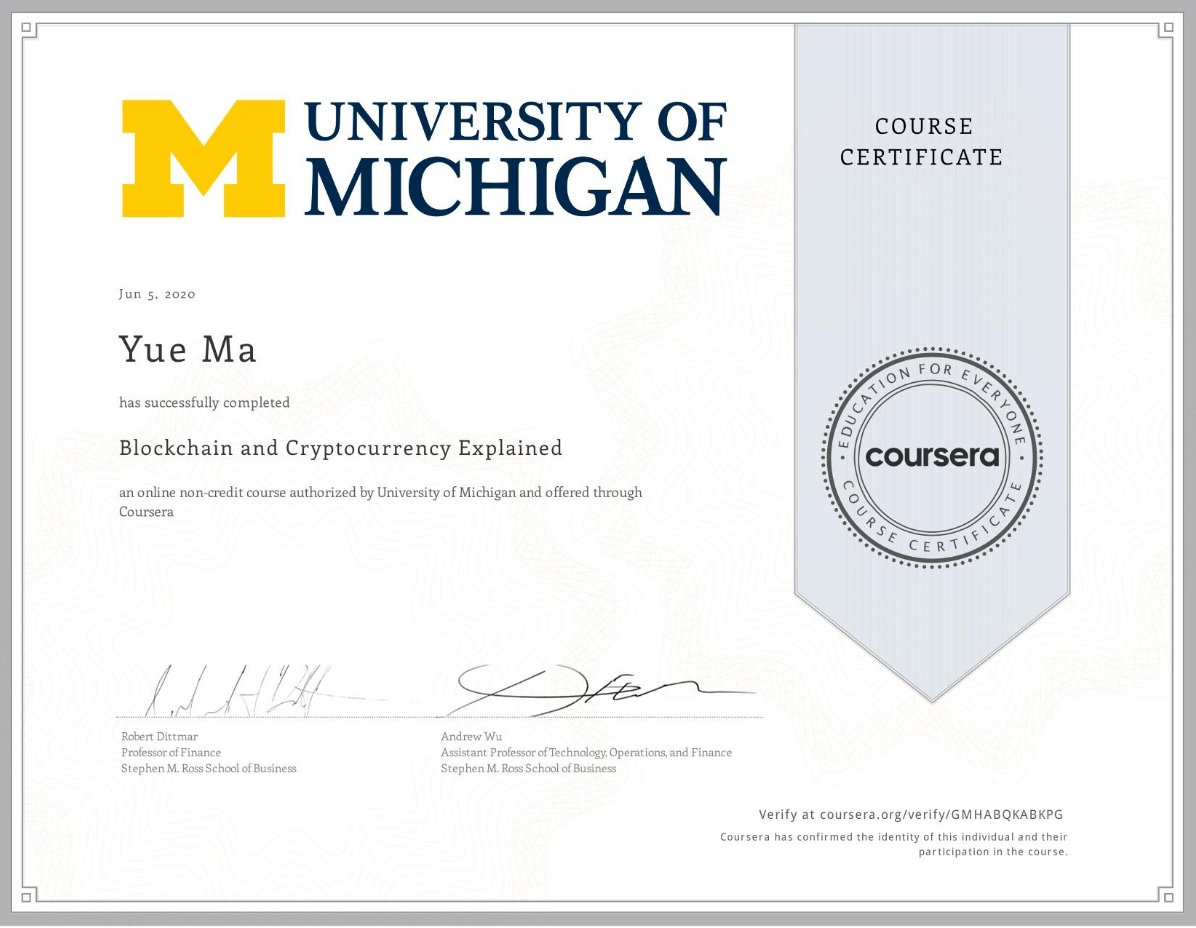 UNIVERSITY OF
MICHIGAN
COURSE
CERTIFICATE
Jun 5, 2020
Yue Ma
has successfully completed
Blockchain and Cryptocurrency Explained
an online non-credit course authorized by University of Michigan and offered through
Coursera
EDUCATION FOR EVERYONE
coursera
COURSE CERTIFICATE
Robert Dittmar
Professor of Finance
Stephen M. Ross School of Business
Andrew Wu
Assistant Professor of Technology, Operations, and Finance
Stephen M. Ross School of Business
Verify at coursera.org/verify/GMHABQKABKPG
Coursera has confirmed the identity of this individual and their
participation in the course.